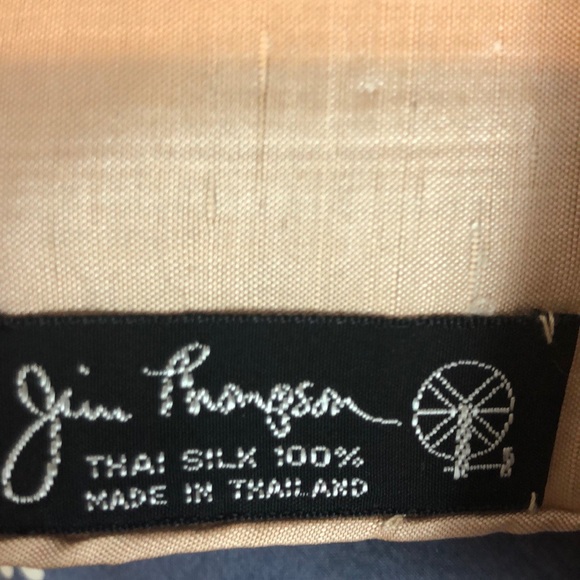 Jim Thompson
THAI SILK 100%
MADE IN THAILAND